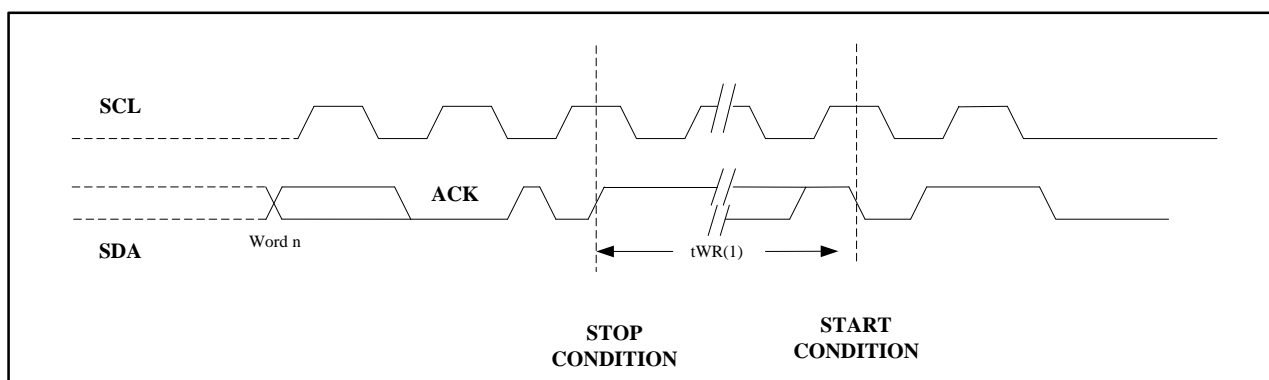 SCL
ACK
Word n
SDA
tWR(1)
STOP
CONDITION
START
CONDITION